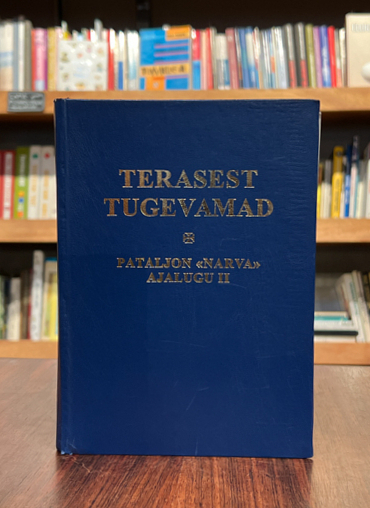 TERASEST
TUGEVAMAD
PATALJON «NARVA»
AJALUGU II